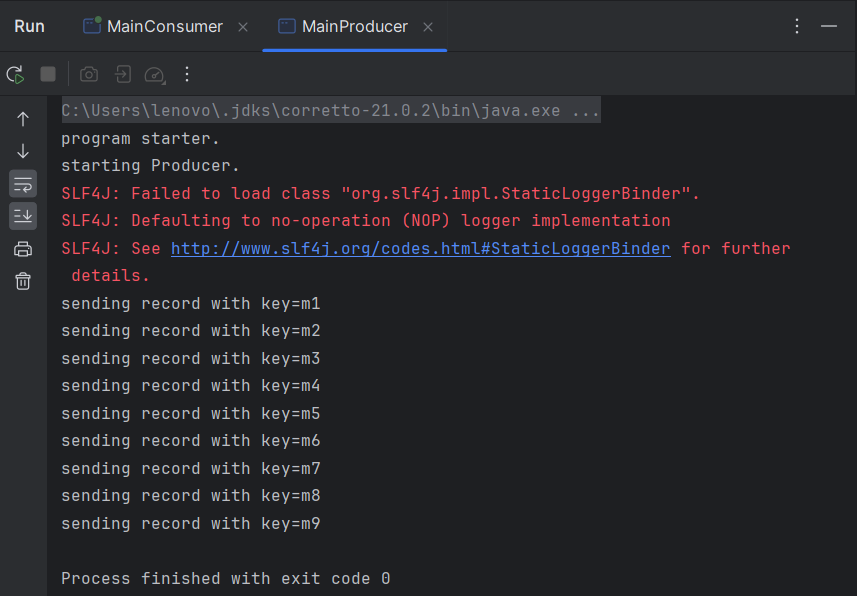 Run MainConsumer MainProducer
C:\Users\lenovo\.jdks\corretto-21.0.2\bin\java.exe ...
program starter.
starting Producer.
SLF4J: Failed to load class "org.slf4j.impl.StaticLoggerBinder".
SLF4J: Defaulting to no-operation (NOP) logger implementation
SLF4J: See http://www.slf4j.org/codes.html#StaticLoggerBinder for further
details.
sending record with key=m1
sending record with key=m2
sending record with key=m3
sending record with key=m4
sending record with key=m5
sending record with key=m6
sending record with key=m7
sending record with key=m8
sending record with key=m9
Process finished with exit code 0